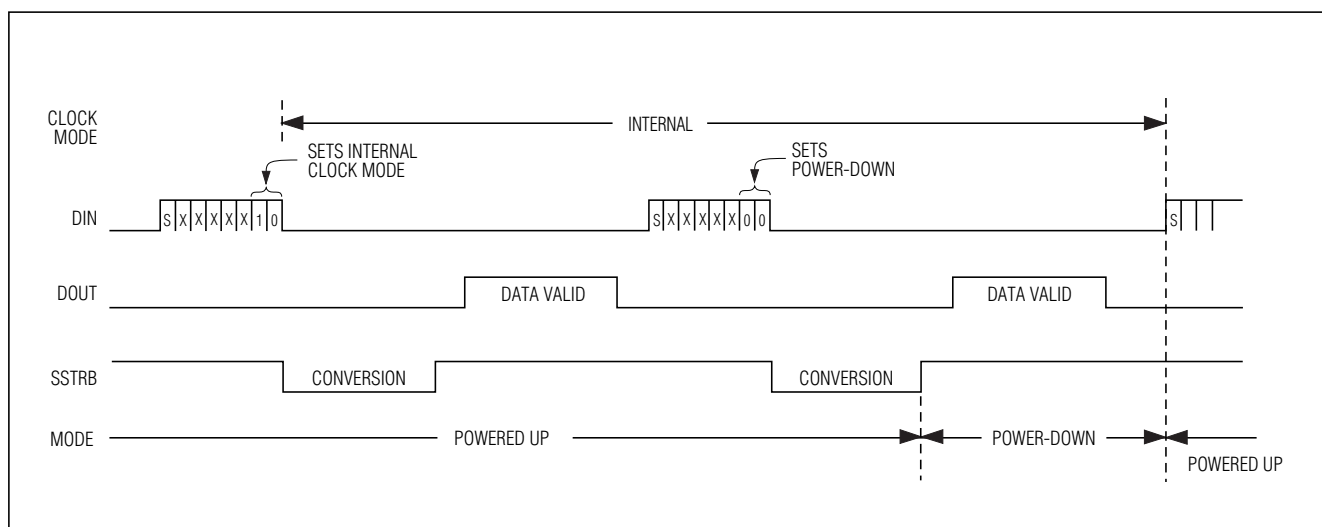 CLOCK
MODE
INTERNAL
SETS INTERNAL
CLOCK MODE
SETS
POWER-DOWN
DIN
S X X X X X 1 0
S X X X X X 0 0
S
DOUT
DATA VALID
DATA VALID
SSTRB
CONVERSION
CONVERSION
MODE
POWERED UP
POWER-DOWN
POWERED UP